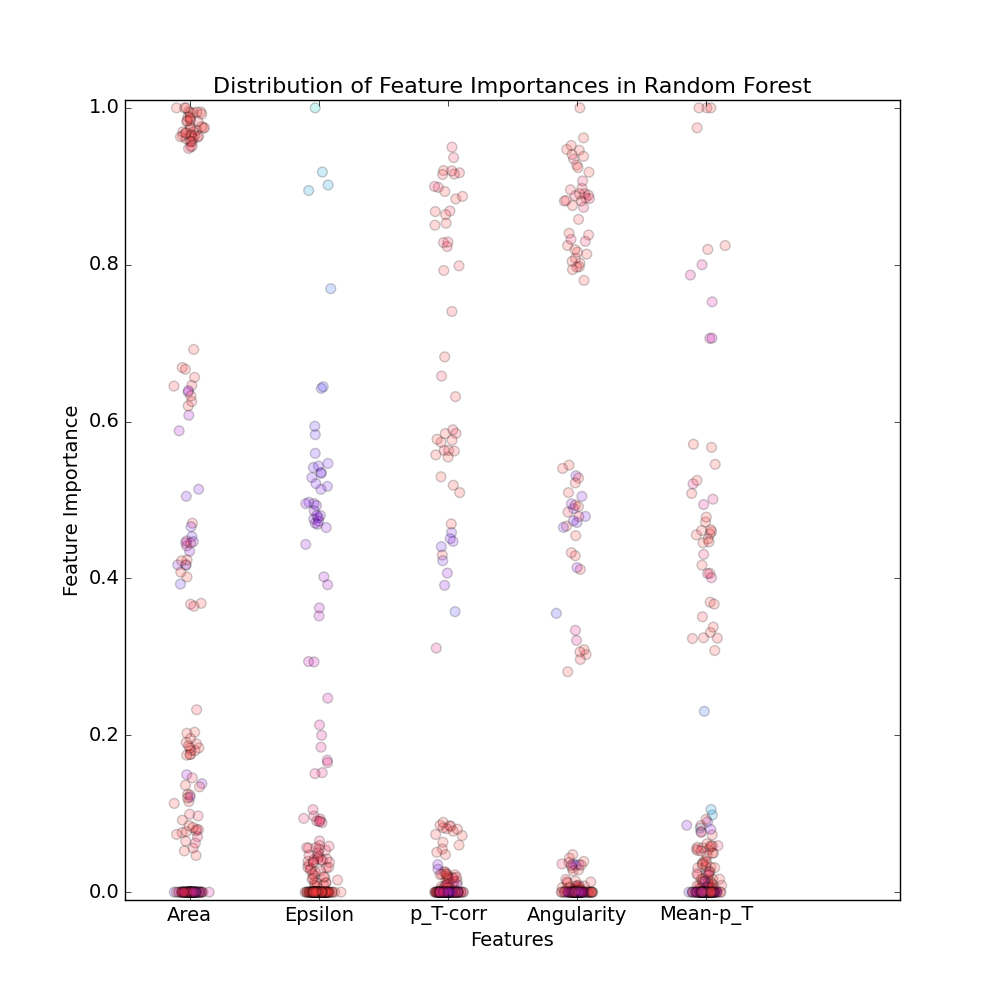 Distribution of Feature Importances in Random Forest
1.0
0.8
0.6
0.4
0.2
0.0
Feature Importance
Area Epsilon p_T-corr Angularity Mean-p_T
Features